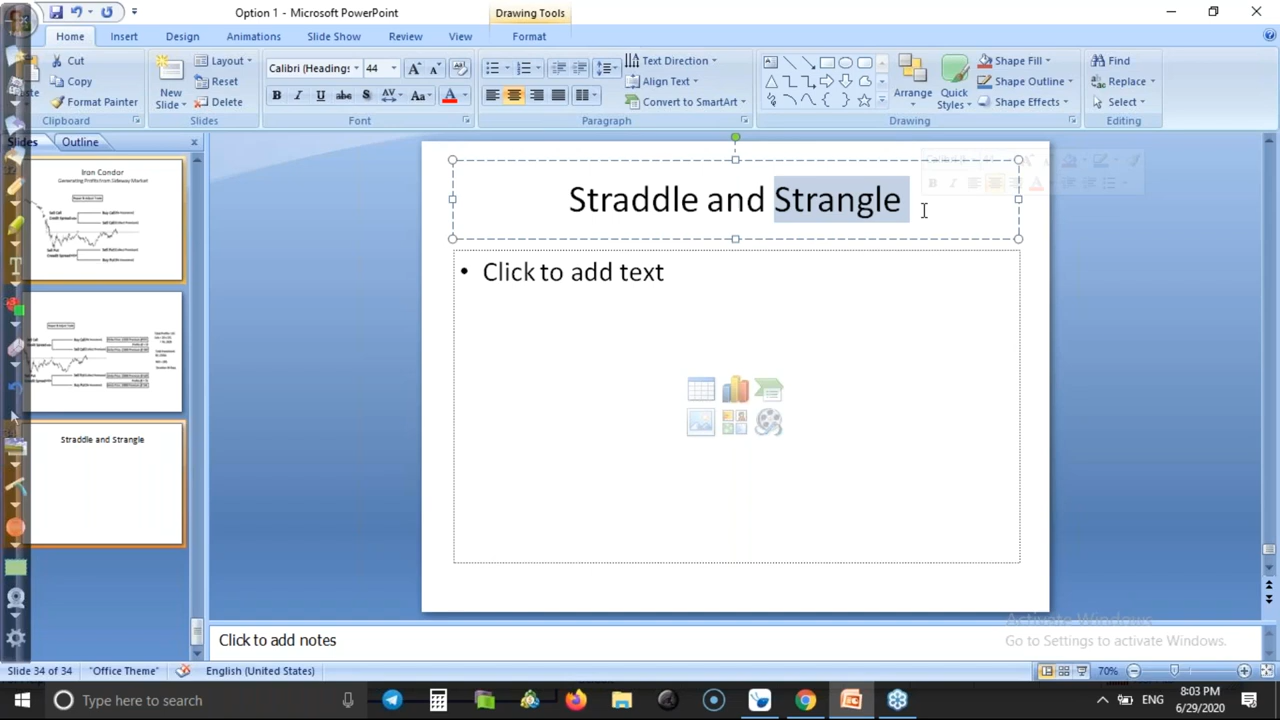 Option 1 - Microsoft PowerPoint
Drawing Tools
Home
Insert
Design
Animations
Slide Show
Review
View
Format
Cut
Copy
Format Painter
Clipboard
New
Slide
Layout
Reset
Delete
Slides
Calibri (Headings)
44
Font
Text Direction
Align Text
Convert to SmartArt
Paragraph
Arrange
Quick
Styles
Shape Fill
Shape Outline
Shape Effects
Drawing
Find
Replace
Select
Editing
Slides
Outline
Iron Condor
Generating Profits from Sideway Market
Straddle and Strangle
Straddle and Strangle
• Click to add text
Click to add notes
Activate Windows
Go to Settings to activate Windows.
Slide 34 of 34
"Office Theme"
English (United States)
70%
Type here to search
ENG
8:03 PM
6/29/2020